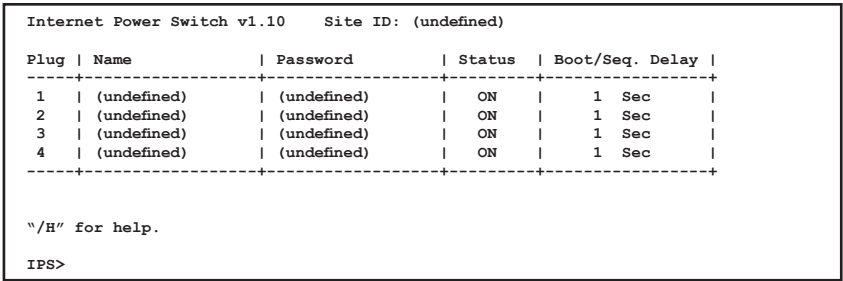 Internet Power Switch v1.10    Site ID: (undefined)
Plug | Name             | Password         | Status  | Boot/Seq. Delay |
-----+------------------+------------------+---------+-----------------+
 1   | (undefined)      | (undefined)      |   ON    |     1  Sec      |
 2   | (undefined)      | (undefined)      |   ON    |     1  Sec      |
 3   | (undefined)      | (undefined)      |   ON    |     1  Sec      |
 4   | (undefined)      | (undefined)      |   ON    |     1  Sec      |
-----+------------------+------------------+---------+-----------------+
“/H” for help.
IPS>